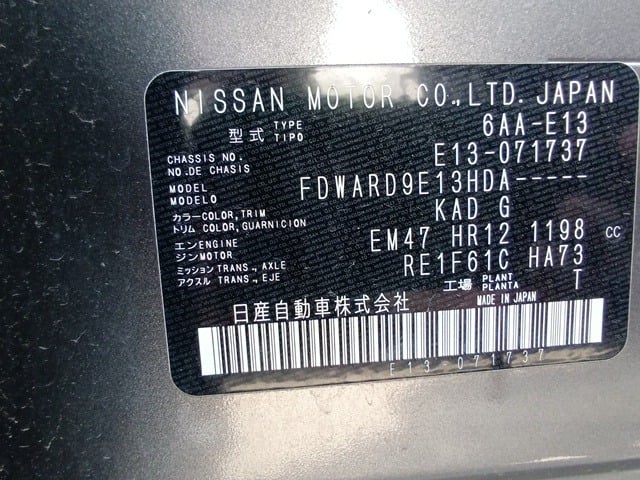 NISSAN MOTOR CO.,LTD. JAPAN
型式 TYPE TIPO 6AA-E13
CHASSIS NO. NO.DE CHASIS E13-071737
MODEL MODELO FDWARD9E13HDA-----
カラー COLOR,TRIM トリム COLOR,GUARNICION KAD G
エンジン ENGINE MOTOR EM47 HR12 1198 CC
ミッション アクスル TRANS.,AXLE TRANS.,EJE RE1F61C HA73
工場 PLANT PLANTA T
日産自動車株式会社 MADE IN JAPAN
E13-071737